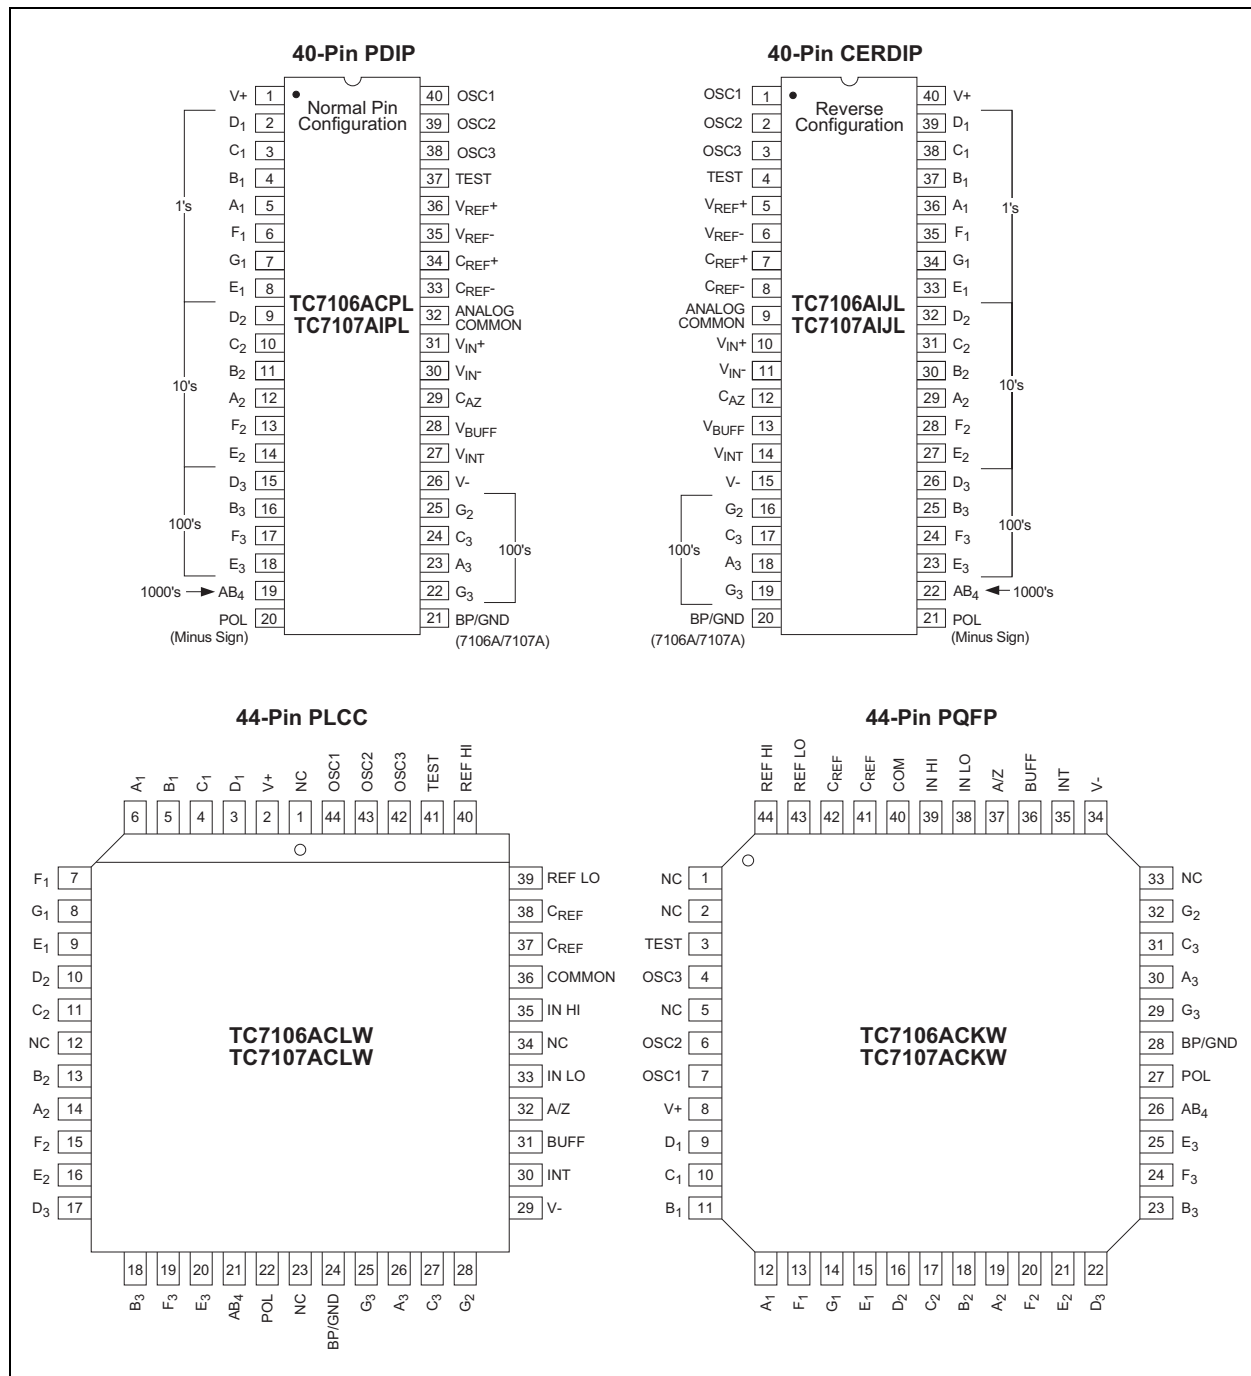 40-Pin PDIP
V+ 1 40 OSC1
Normal Pin
Configuration
D1 2 39 OSC2
C1 3 38 OSC3
B1 4 37 TEST
1's
A1 5 36 VREF+
F1 6 35 VREF-
G1 7 34 CREF+
E1 8 33 CREF-
TC7106ACPL
TC7107AIPL
D2 9 32 ANALOG
COMMON
C2 10 31 VIN+
B2 11 30 VIN-
10's
A2 12 29 CAZ
F2 13 28 VBUFF
E2 14 27 VINT
D3 15 26 V-
B3 16 25 G2
100's
F3 17 24 C3
100's
E3 18 23 A3
1000's AB4 19 22 G3
POL 20 21 BP/GND
(Minus Sign) (7106A/7107A)
40-Pin CERDIP
OSC1 1 40 V+
Reverse
Configuration
OSC2 2 39 D1
OSC3 3 38 C1
TEST 4 37 B1
VREF+ 5 36 A1
1's
VREF- 6 35 F1
CREF+ 7 34 G1
CREF- 8 33 E1
TC7106AIJL
TC7107AIJL
ANALOG
COMMON 9 32 D2
VIN+ 10 31 C2
VIN- 11 30 B2
10's
CAZ 12 29 A2
VBUFF 13 28 F2
VINT 14 27 E2
V- 15 26 D3
G2 16 25 B3
100's
C3 17 24 F3
100's
A3 18 23 E3
G3 19 22 AB4 1000's
BP/GND 20 21 POL
(7106A/7107A) (Minus Sign)
44-Pin PLCC
A1 B1 C1 D1 V+ NC OSC1 OSC2 OSC3 TEST REF HI
6 5 4 3 2 1 44 43 42 41 40
F1 7 39 REF LO
G1 8 38 CREF
E1 9 37 CREF
D2 10 36 COMMON
C2 11 35 IN HI
NC 12 34 NC
TC7106ACLW
TC7107ACLW
B2 13 33 IN LO
A2 14 32 A/Z
F2 15 31 BUFF
E2 16 30 INT
D3 17 29 V-
18 19 20 21 22 23 24 25 26 27 28
B3 F3 E3 AB4 POL NC BP/GND G3 A3 C3 G2
44-Pin PQFP
REF HI REF LO CREF CREF COM IN HI IN LO A/Z BUFF INT V-
44 43 42 41 40 39 38 37 36 35 34
NC 1 33 NC
NC 2 32 G2
TEST 3 31 C3
OSC3 4 30 A3
NC 5 29 G3
OSC2 6 28 BP/GND
TC7106ACKW
TC7107ACKW
OSC1 7 27 POL
V+ 8 26 AB4
D1 9 25 E3
C1 10 24 F3
B1 11 23 B3
12 13 14 15 16 17 18 19 20 21 22
A1 F1 G1 E1 D2 C2 B2 A2 F2 E2 D3